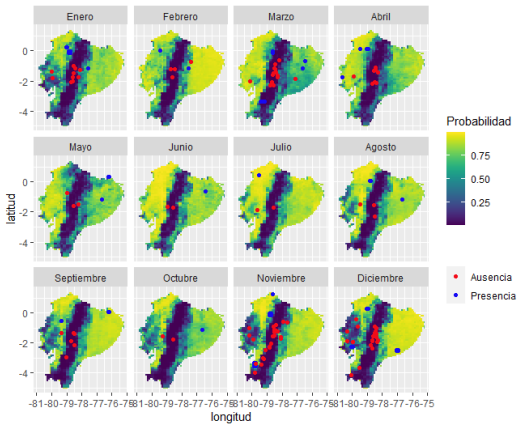 Enero
Febrero
Marzo
Abril
0
-2
-4
Mayo
Junio
Julio
Agosto
0
-2
-4
Septiembre
Octubre
Noviembre
Diciembre
0
-2
-4
-81-80-79-78-77-76-75
-81-80-79-78-77-76-75
-81-80-79-78-77-76-75
-81-80-79-78-77-76-75
longitud
latitud
Probabilidad
0.75
0.50
0.25
Ausencia
Presencia